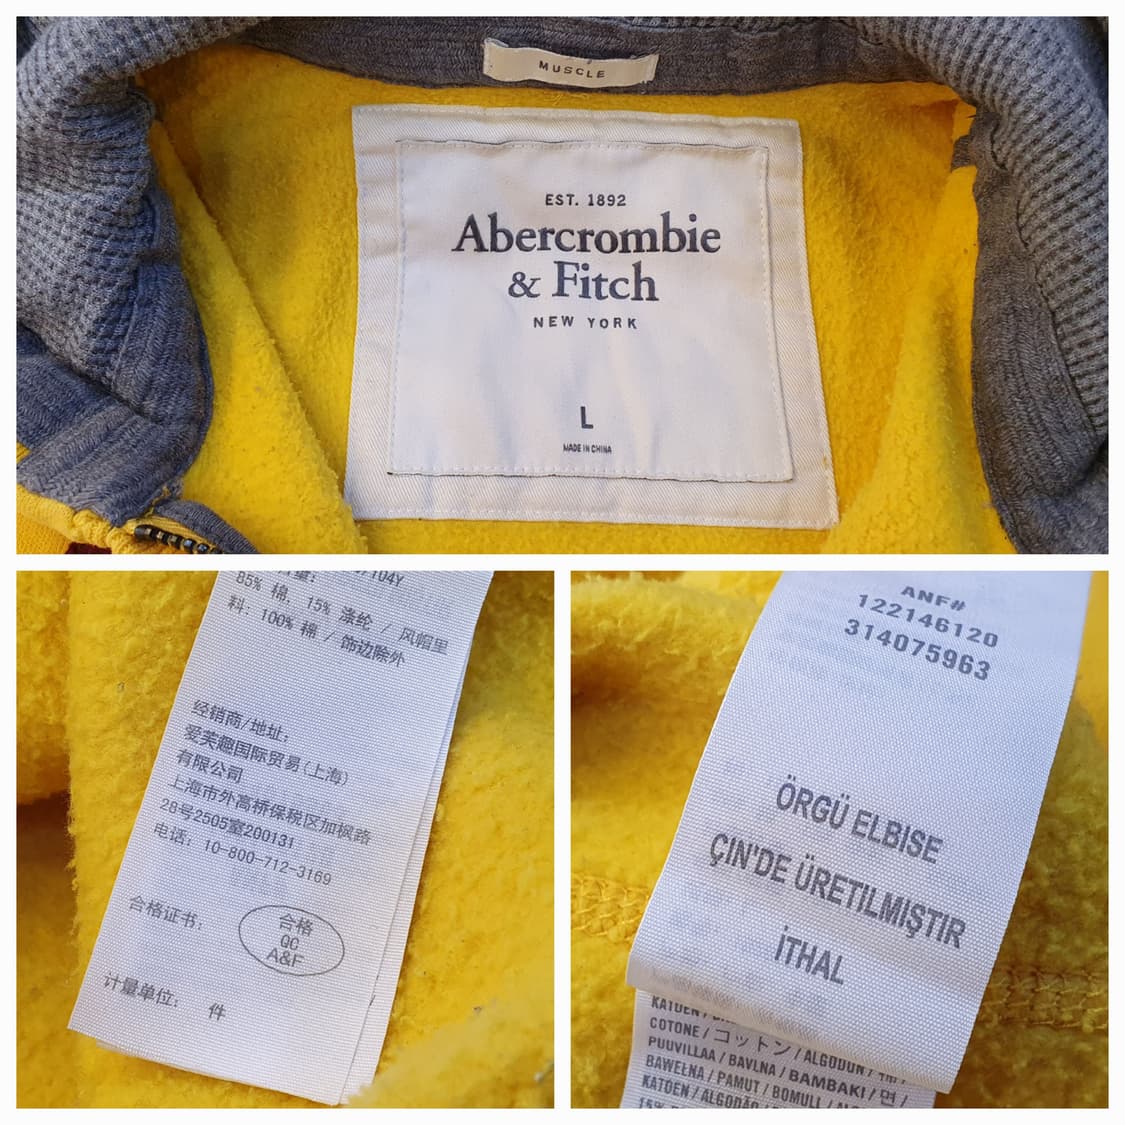 MUSCLE
EST. 1892
Abercrombie
& Fitch
NEW YORK
L
MADE IN CHINA
7104Y
85% 棉, 15% 涤纶 / 风帽里
料: 100% 棉 / 饰边除外
经销商/地址:
爱芙趣国际贸易(上海)
有限公司
上海市外高桥保税区加枫路
28号2505室200131
电话: 10-800-712-3169
合格证书:
合格
QC
A&F
计量单位: 件
ANF#
122146120
314075963
ÖRGÜ ELBISE
ÇIN'DE ÜRETILMIŞTIR
İTHAL
KATOEN /
COTONE / コットン / ALGODÓN /
PUUVILLAA / BAVLNA / BAMBAKI / 면 /
BAWEŁNA / PAMUT / BOMULL /
KATOEN / ALGODÃO /
15%